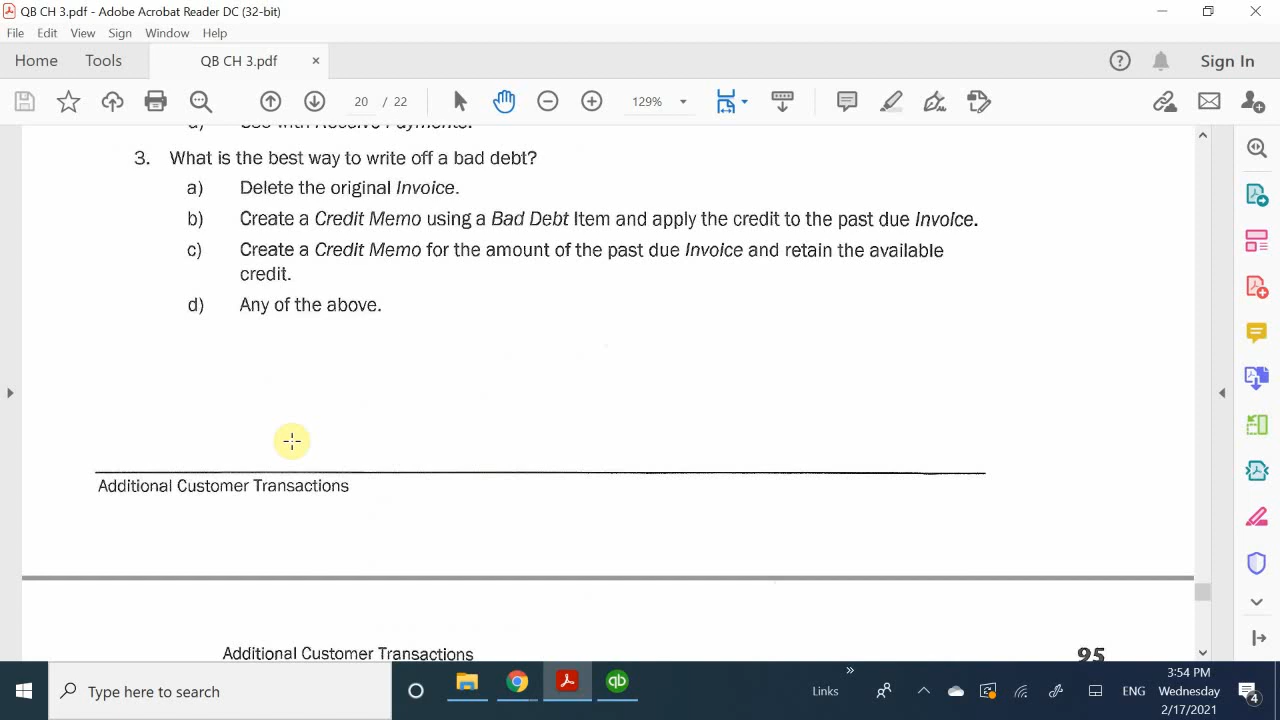 QB CH 3.pdf - Adobe Acrobat Reader DC (32-bit)
File Edit View Sign Window Help
Home Tools QB CH 3.pdf × Sign In
20 / 22 129%
3. What is the best way to write off a bad debt?
a) Delete the original Invoice.
b) Create a Credit Memo using a Bad Debt Item and apply the credit to the past due Invoice.
c) Create a Credit Memo for the amount of the past due Invoice and retain the available
credit.
d) Any of the above.
Additional Customer Transactions
Additional Customer Transactions 95
Type here to search
qb
Links
ENG
3:54 PM
Wednesday
2/17/2021
4